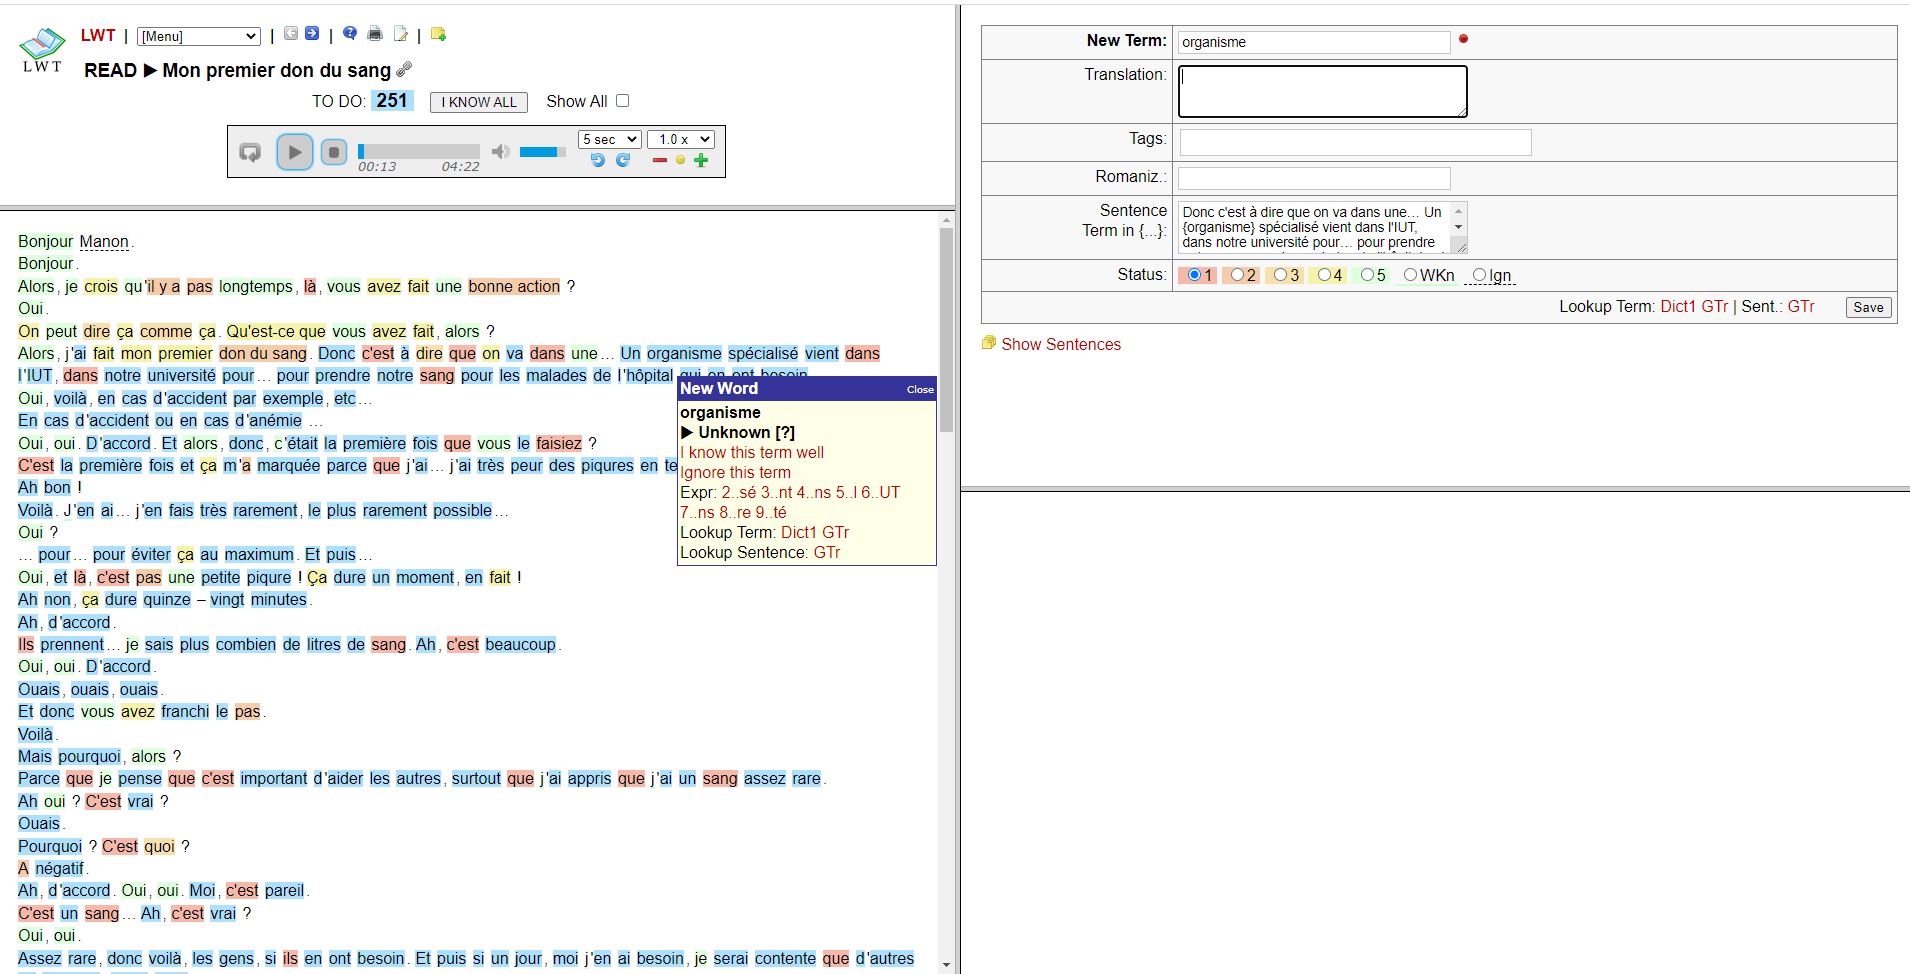 LWT | [Menu] | | |
LWT
READ ▶ Mon premier don du sang
TO DO: 251 I KNOW ALL Show All
5 sec 1.0 x
00:13 04:22
Bonjour Manon.
Bonjour.
Alors, je crois qu'il y a pas longtemps, là, vous avez fait une bonne action ?
Oui.
On peut dire ça comme ça. Qu'est-ce que vous avez fait, alors ?
Alors, j'ai fait mon premier don du sang. Donc c'est à dire que on va dans une… Un organisme spécialisé vient dans
l'IUT, dans notre université pour… pour prendre notre sang pour les malades de l'hôpital qui en ont besoin.
Oui, voilà, en cas d'accident par exemple, etc…
En cas d'accident ou en cas d'anémie …
Oui, oui. D'accord. Et alors, donc, c'était la première fois que vous le faisiez ?
C'est la première fois et ça m'a marquée parce que j'ai… j'ai très peur des piqures en te
Ah bon !
Voilà. J'en ai… j'en fais très rarement, le plus rarement possible…
Oui ?
… pour… pour éviter ça au maximum. Et puis…
Oui, et là, c'est pas une petite piqure ! Ça dure un moment, en fait !
Ah non, ça dure quinze – vingt minutes.
Ah, d'accord.
Ils prennent… je sais plus combien de litres de sang. Ah, c'est beaucoup.
Oui, oui. D'accord.
Ouais, ouais, ouais.
Et donc vous avez franchi le pas.
Voilà.
Mais pourquoi, alors ?
Parce que je pense que c'est important d'aider les autres, surtout que j'ai appris que j'ai un sang assez rare.
Ah oui ? C'est vrai ?
Ouais.
Pourquoi ? C'est quoi ?
A négatif.
Ah, d'accord. Oui, oui. Moi, c'est pareil.
C'est un sang… Ah, c'est vrai ?
Oui, oui.
Assez rare, donc voilà, les gens, si ils en ont besoin. Et puis si un jour, moi j'en ai besoin, je serai contente que d'autres
New Word Close
organisme
▶ Unknown [?]
I know this term well
Ignore this term
Expr: 2..sé 3..nt 4..ns 5..l 6..UT
7..ns 8..re 9..té
Lookup Term: Dict1 GTr
Lookup Sentence: GTr
New Term: organisme
Translation:
Tags:
Romaniz.:
Sentence
Term in {...}:
Donc c'est à dire que on va dans une… Un
{organisme} spécialisé vient dans l'IUT,
dans notre université pour… pour prendre
Status: 1 2 3 4 5 WKn Ign
Lookup Term: Dict1 GTr | Sent.: GTr Save
Show Sentences